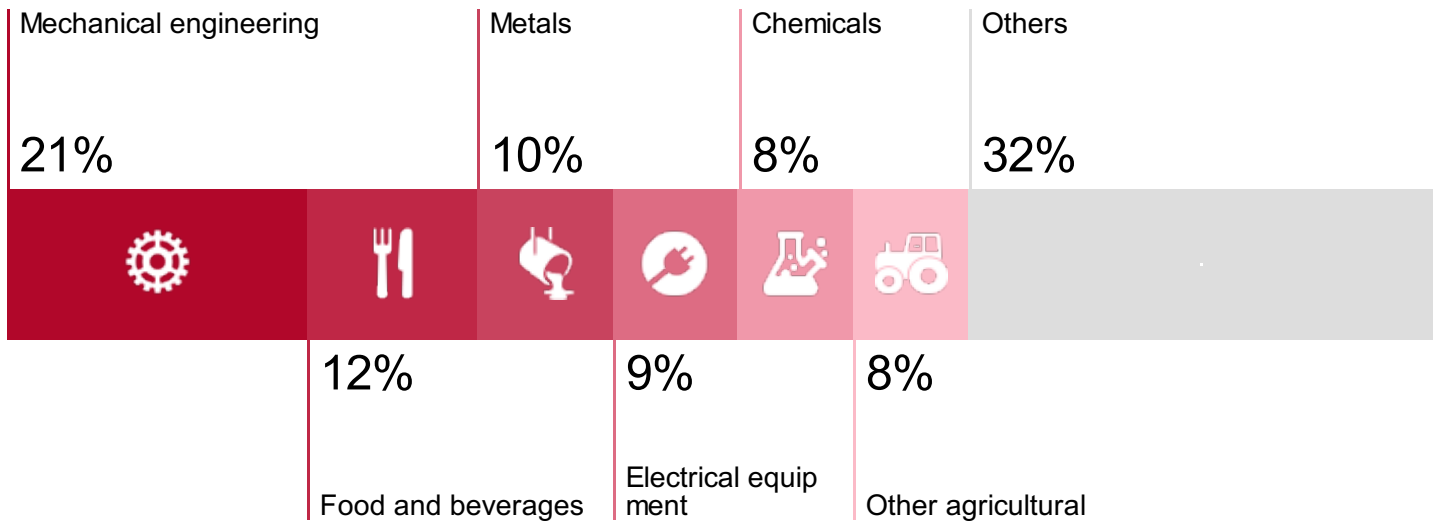 Mechanical engineering
Metals
Chemicals
Others
21%
10%
8%
32%
12%
9%
8%
Electrical equip
ment
Food and beverages
Other agricultural